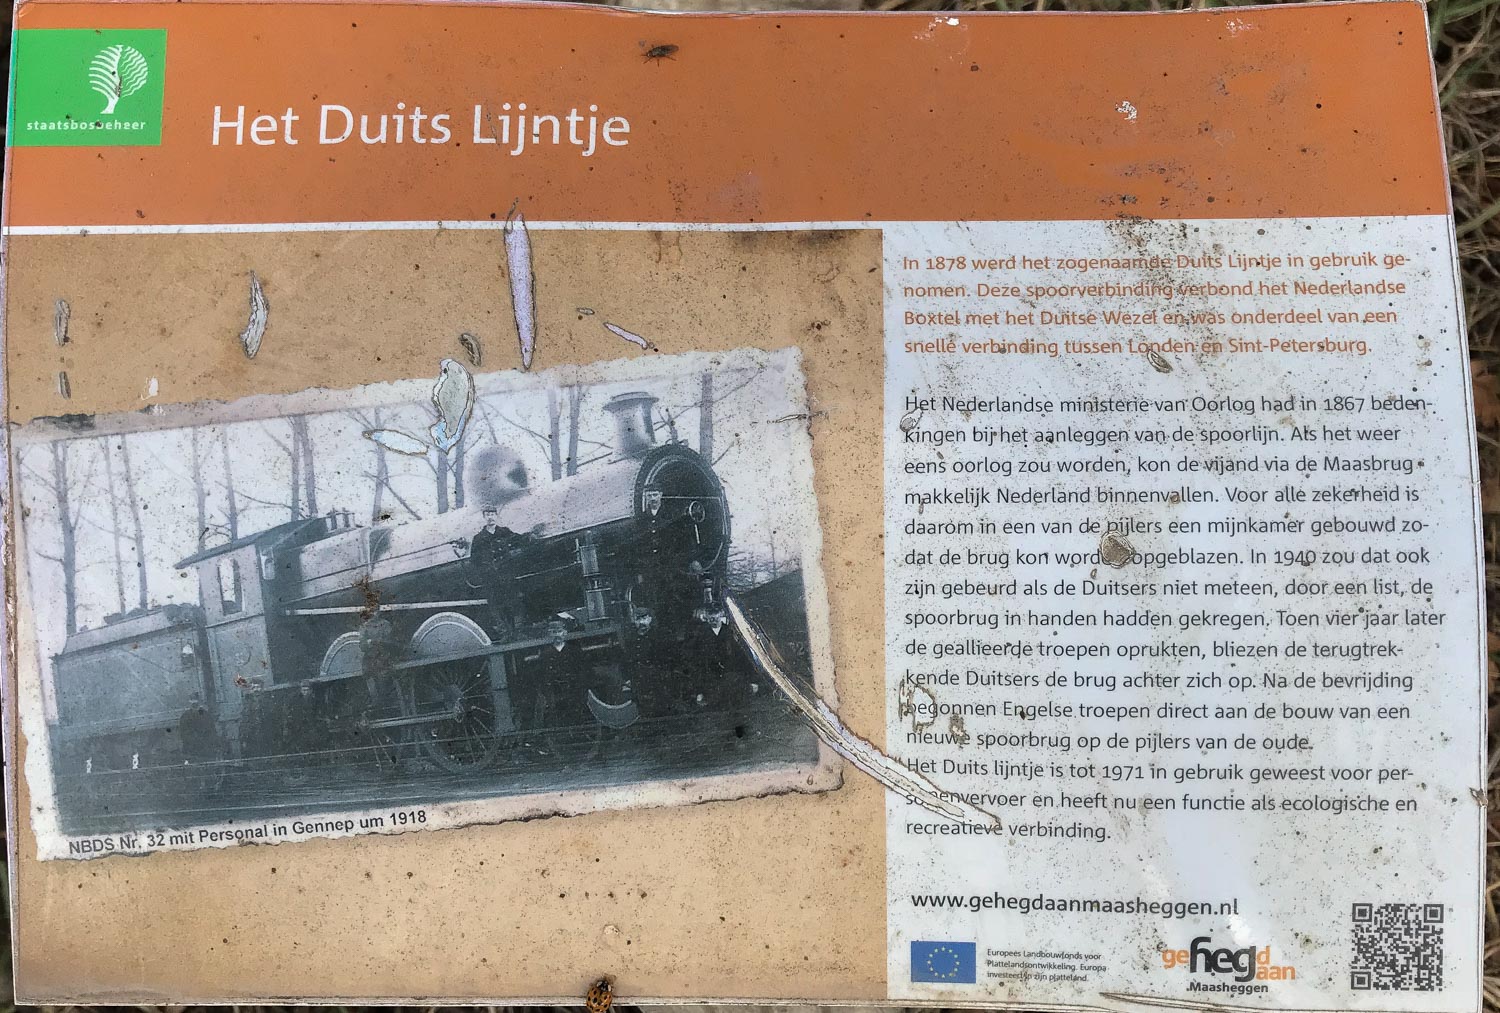 staatsbosbeheer
Het Duits Lijntje
In 1878 werd het zogenaamde Duits Lijntje in gebruik ge-
nomen. Deze spoorverbinding verbond het Nederlandse
Boxtel met het Duitse Wezel en was onderdeel van een
snelle verbinding tussen Londen en Sint-Petersburg.
Het Nederlandse ministerie van Oorlog had in 1867 beden-
kingen bij het aanleggen van de spoorlijn. Als het weer
eens oorlog zou worden, kon de vijand via de Maasbrug
makkelijk Nederland binnenvallen. Voor alle zekerheid is
daarom in een van de pijlers een mijnkamer gebouwd zo-
dat de brug kon worden opgeblazen. In 1940 zou dat ook
zijn gebeurd als de Duitsers niet meteen, door een list, de
spoorbrug in handen hadden gekregen. Toen vier jaar later
de geallieerde troepen oprukten, bliezen de terugtrek-
kende Duitsers de brug achter zich op. Na de bevrijding
begonnen Engelse troepen direct aan de bouw van een
nieuwe spoorbrug op de pijlers van de oude.
Het Duits lijntje is tot 1971 in gebruik geweest voor per-
sonenvervoer en heeft nu een functie als ecologische en
recreatieve verbinding.
NBDS Nr. 32 mit Personal in Gennep um 1918
www.gehegdaanmaasheggen.nl
Europees Landbouwfonds voor
Plattelandsontwikkeling. Europa
investeert in zijn platteland.
gehegd
aan
Maasheggen